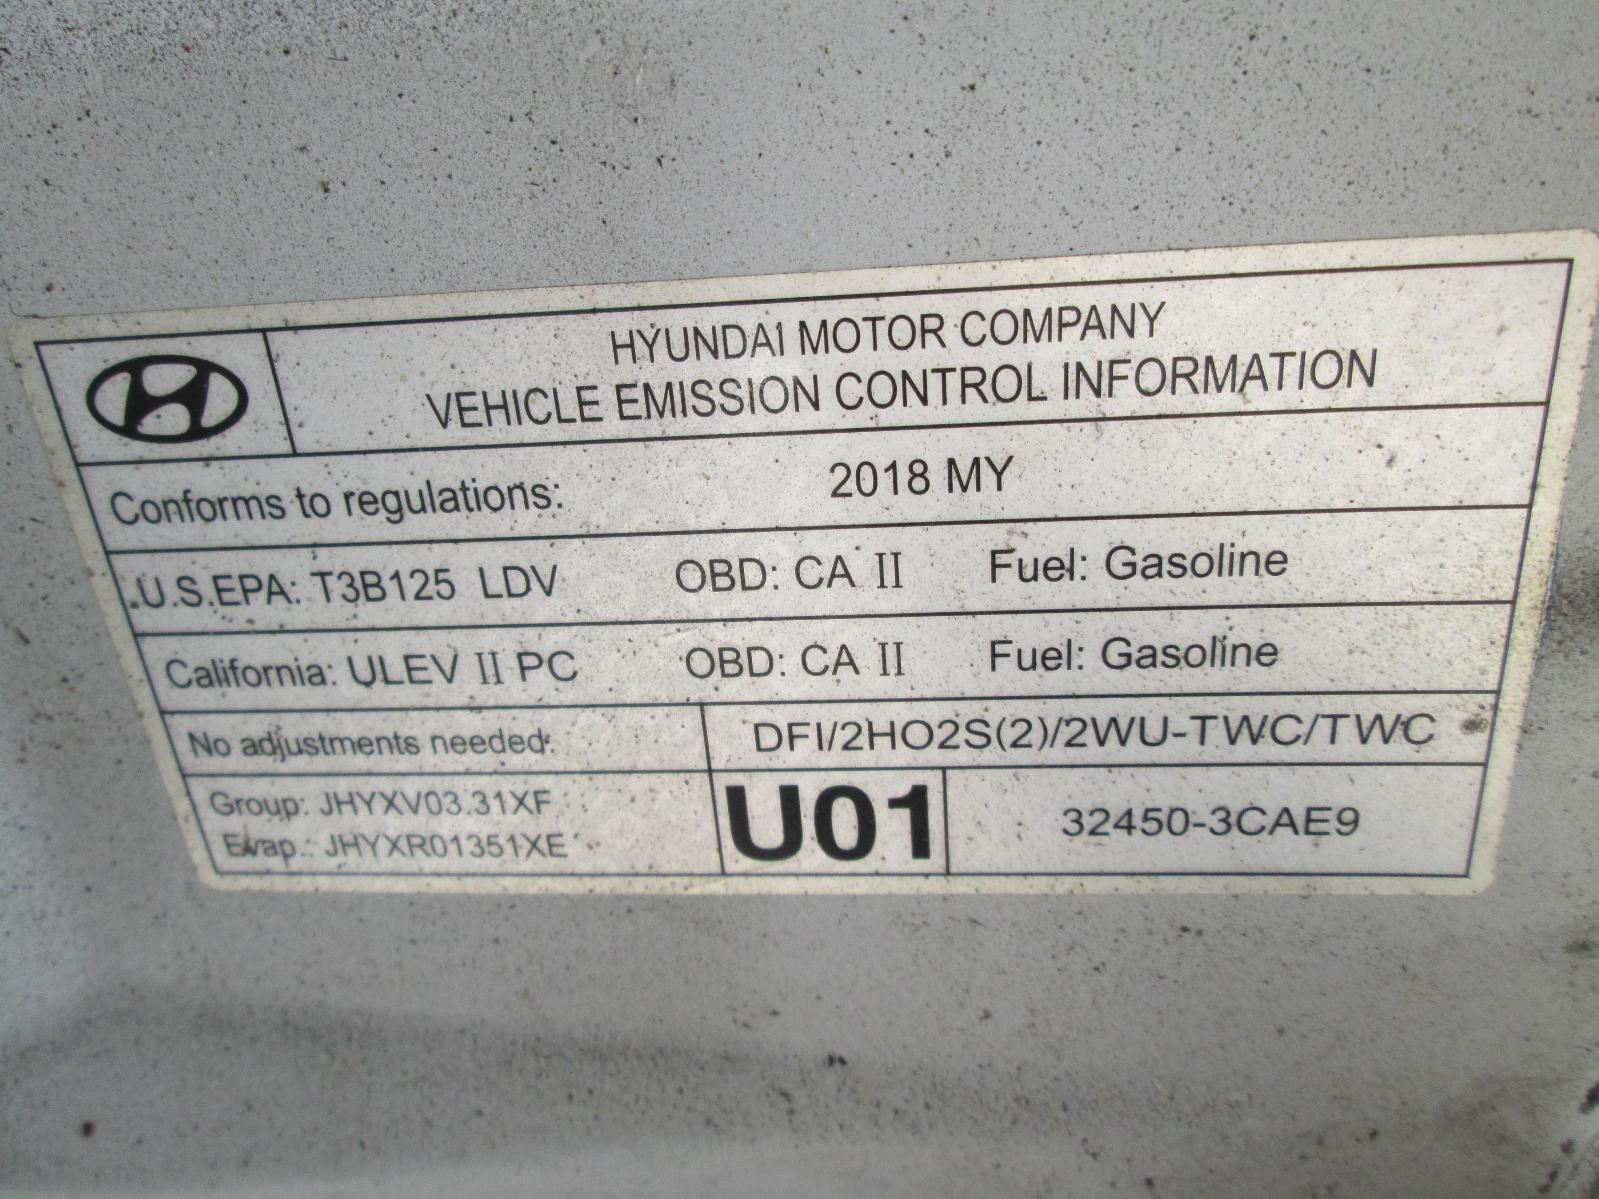 HYUNDAI MOTOR COMPANY
VEHICLE EMISSION CONTROL INFORMATION
Conforms to regulations: 2018 MY
U.S.EPA: T3B125 LDV OBD: CA II Fuel: Gasoline
California: ULEV II PC OBD: CA II Fuel: Gasoline
No adjustments needed. DFI/2HO2S(2)/2WU-TWC/TWC
Group: JHYXV03.31XF
Evap.: JHYXR01351XE
U01 32450-3CAE9